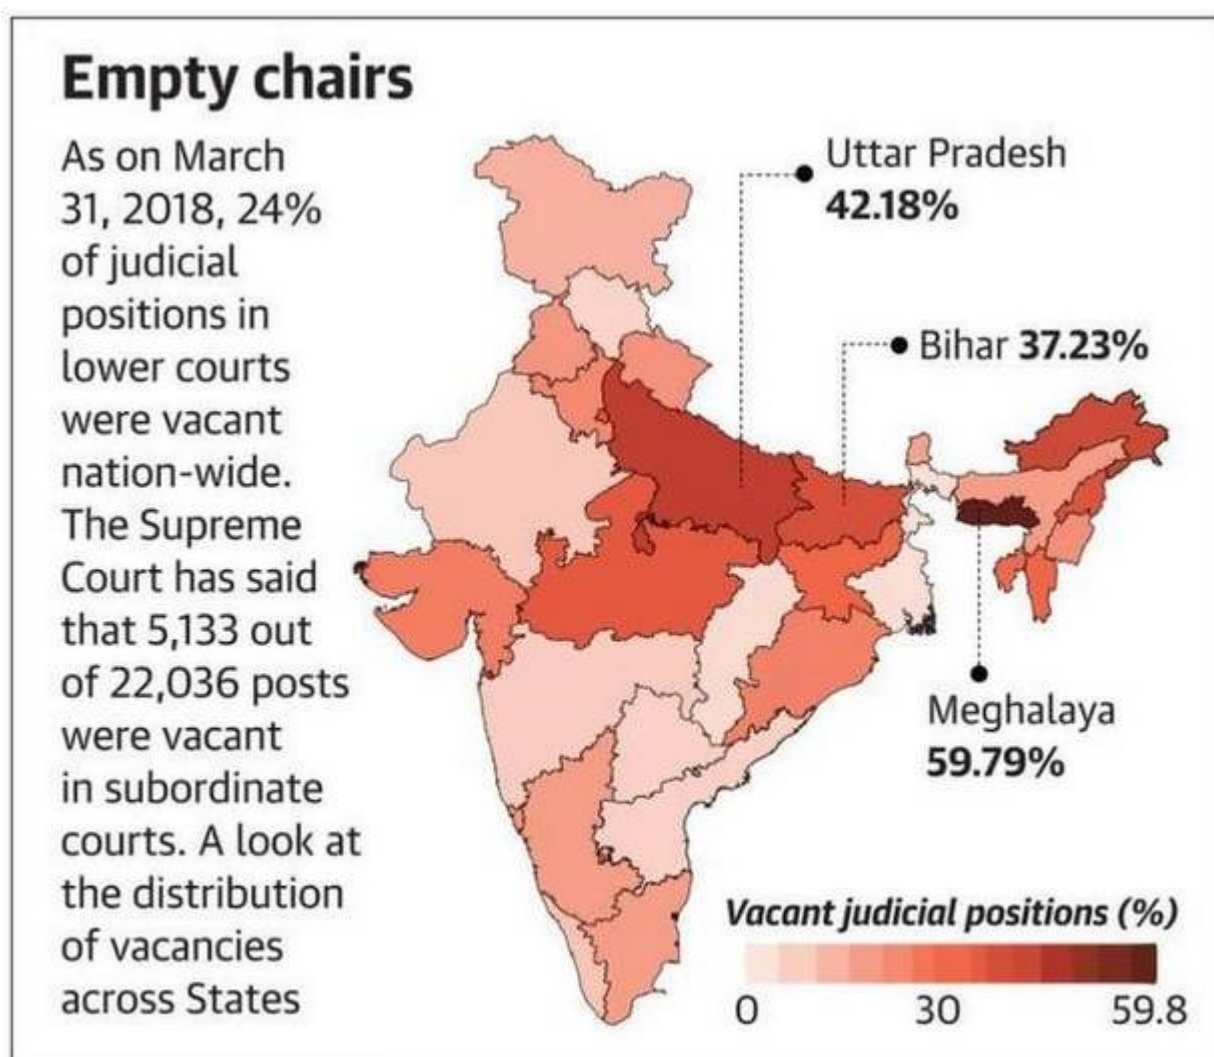 Empty chairs
As on March
31, 2018, 24%
of judicial
positions in
lower courts
were vacant
nation-wide.
The Supreme
Court has said
that 5,133 out
of 22,036 posts
were vacant
in subordinate
courts. A look at
the distribution
of vacancies
across States
Uttar Pradesh
42.18%
Bihar 37.23%
Meghalaya
59.79%
Vacant judicial positions (%)
0 30 59.8